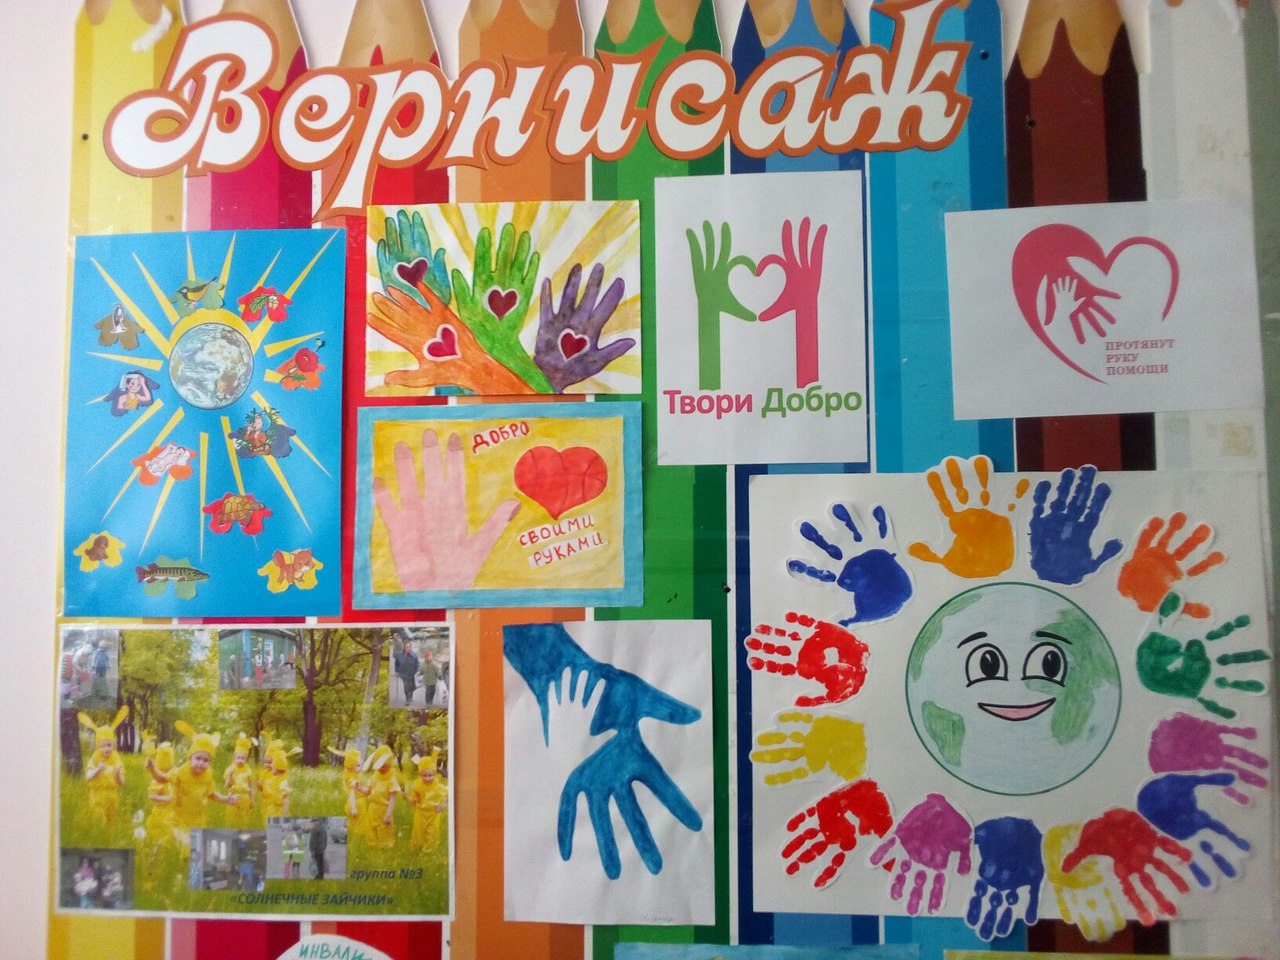 Вернисаж
Твори Добро
ПРОТЯНУТ
РУКУ
ПОМОЩИ
ДОБРО
СВОИМИ
РУКАМИ
группа №3
«СОЛНЕЧНЫЕ ЗАЙЧИКИ»